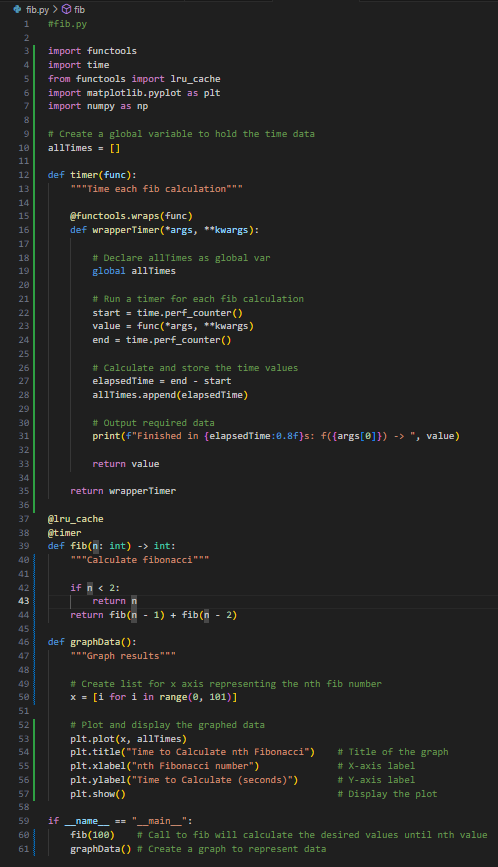 fib.py > fib
1 #fib.py
2
3 import functools
4 import time
5 from functools import lru_cache
6 import matplotlib.pyplot as plt
7 import numpy as np
8
9 # Create a global variable to hold the time data
10 allTimes = []
11
12 def timer(func):
13     """Time each fib calculation"""
14
15     @functools.wraps(func)
16     def wrapperTimer(*args, **kwargs):
17
18         # Declare allTimes as global var
19         global allTimes
20
21         # Run a timer for each fib calculation
22         start = time.perf_counter()
23         value = func(*args, **kwargs)
24         end = time.perf_counter()
25
26         # Calculate and store the time values
27         elapsedTime = end - start
28         allTimes.append(elapsedTime)
29
30         # Output required data
31         print(f"Finished in {elapsedTime:0.8f}s: f({args[0]}) -> ", value)
32
33         return value
34
35     return wrapperTimer
36
37 @lru_cache
38 @timer
39 def fib(n: int) -> int:
40     """Calculate fibonacci"""
41
42     if n < 2:
43         return n
44     return fib(n - 1) + fib(n - 2)
45
46 def graphData():
47     """Graph results"""
48
49     # Create list for x axis representing the nth fib number
50     x = [i for i in range(0, 101)]
51
52     # Plot and display the graphed data
53     plt.plot(x, allTimes)
54     plt.title("Time to Calculate nth Fibonacci")    # Title of the graph
55     plt.xlabel("nth Fibonacci number")              # X-axis label
56     plt.ylabel("Time to Calculate (seconds)")       # Y-axis label
57     plt.show()                                      # Display the plot
58
59 if __name__ == "__main__":
60     fib(100)    # Call to fib will calculate the desired values until nth value
61     graphData() # Create a graph to represent data